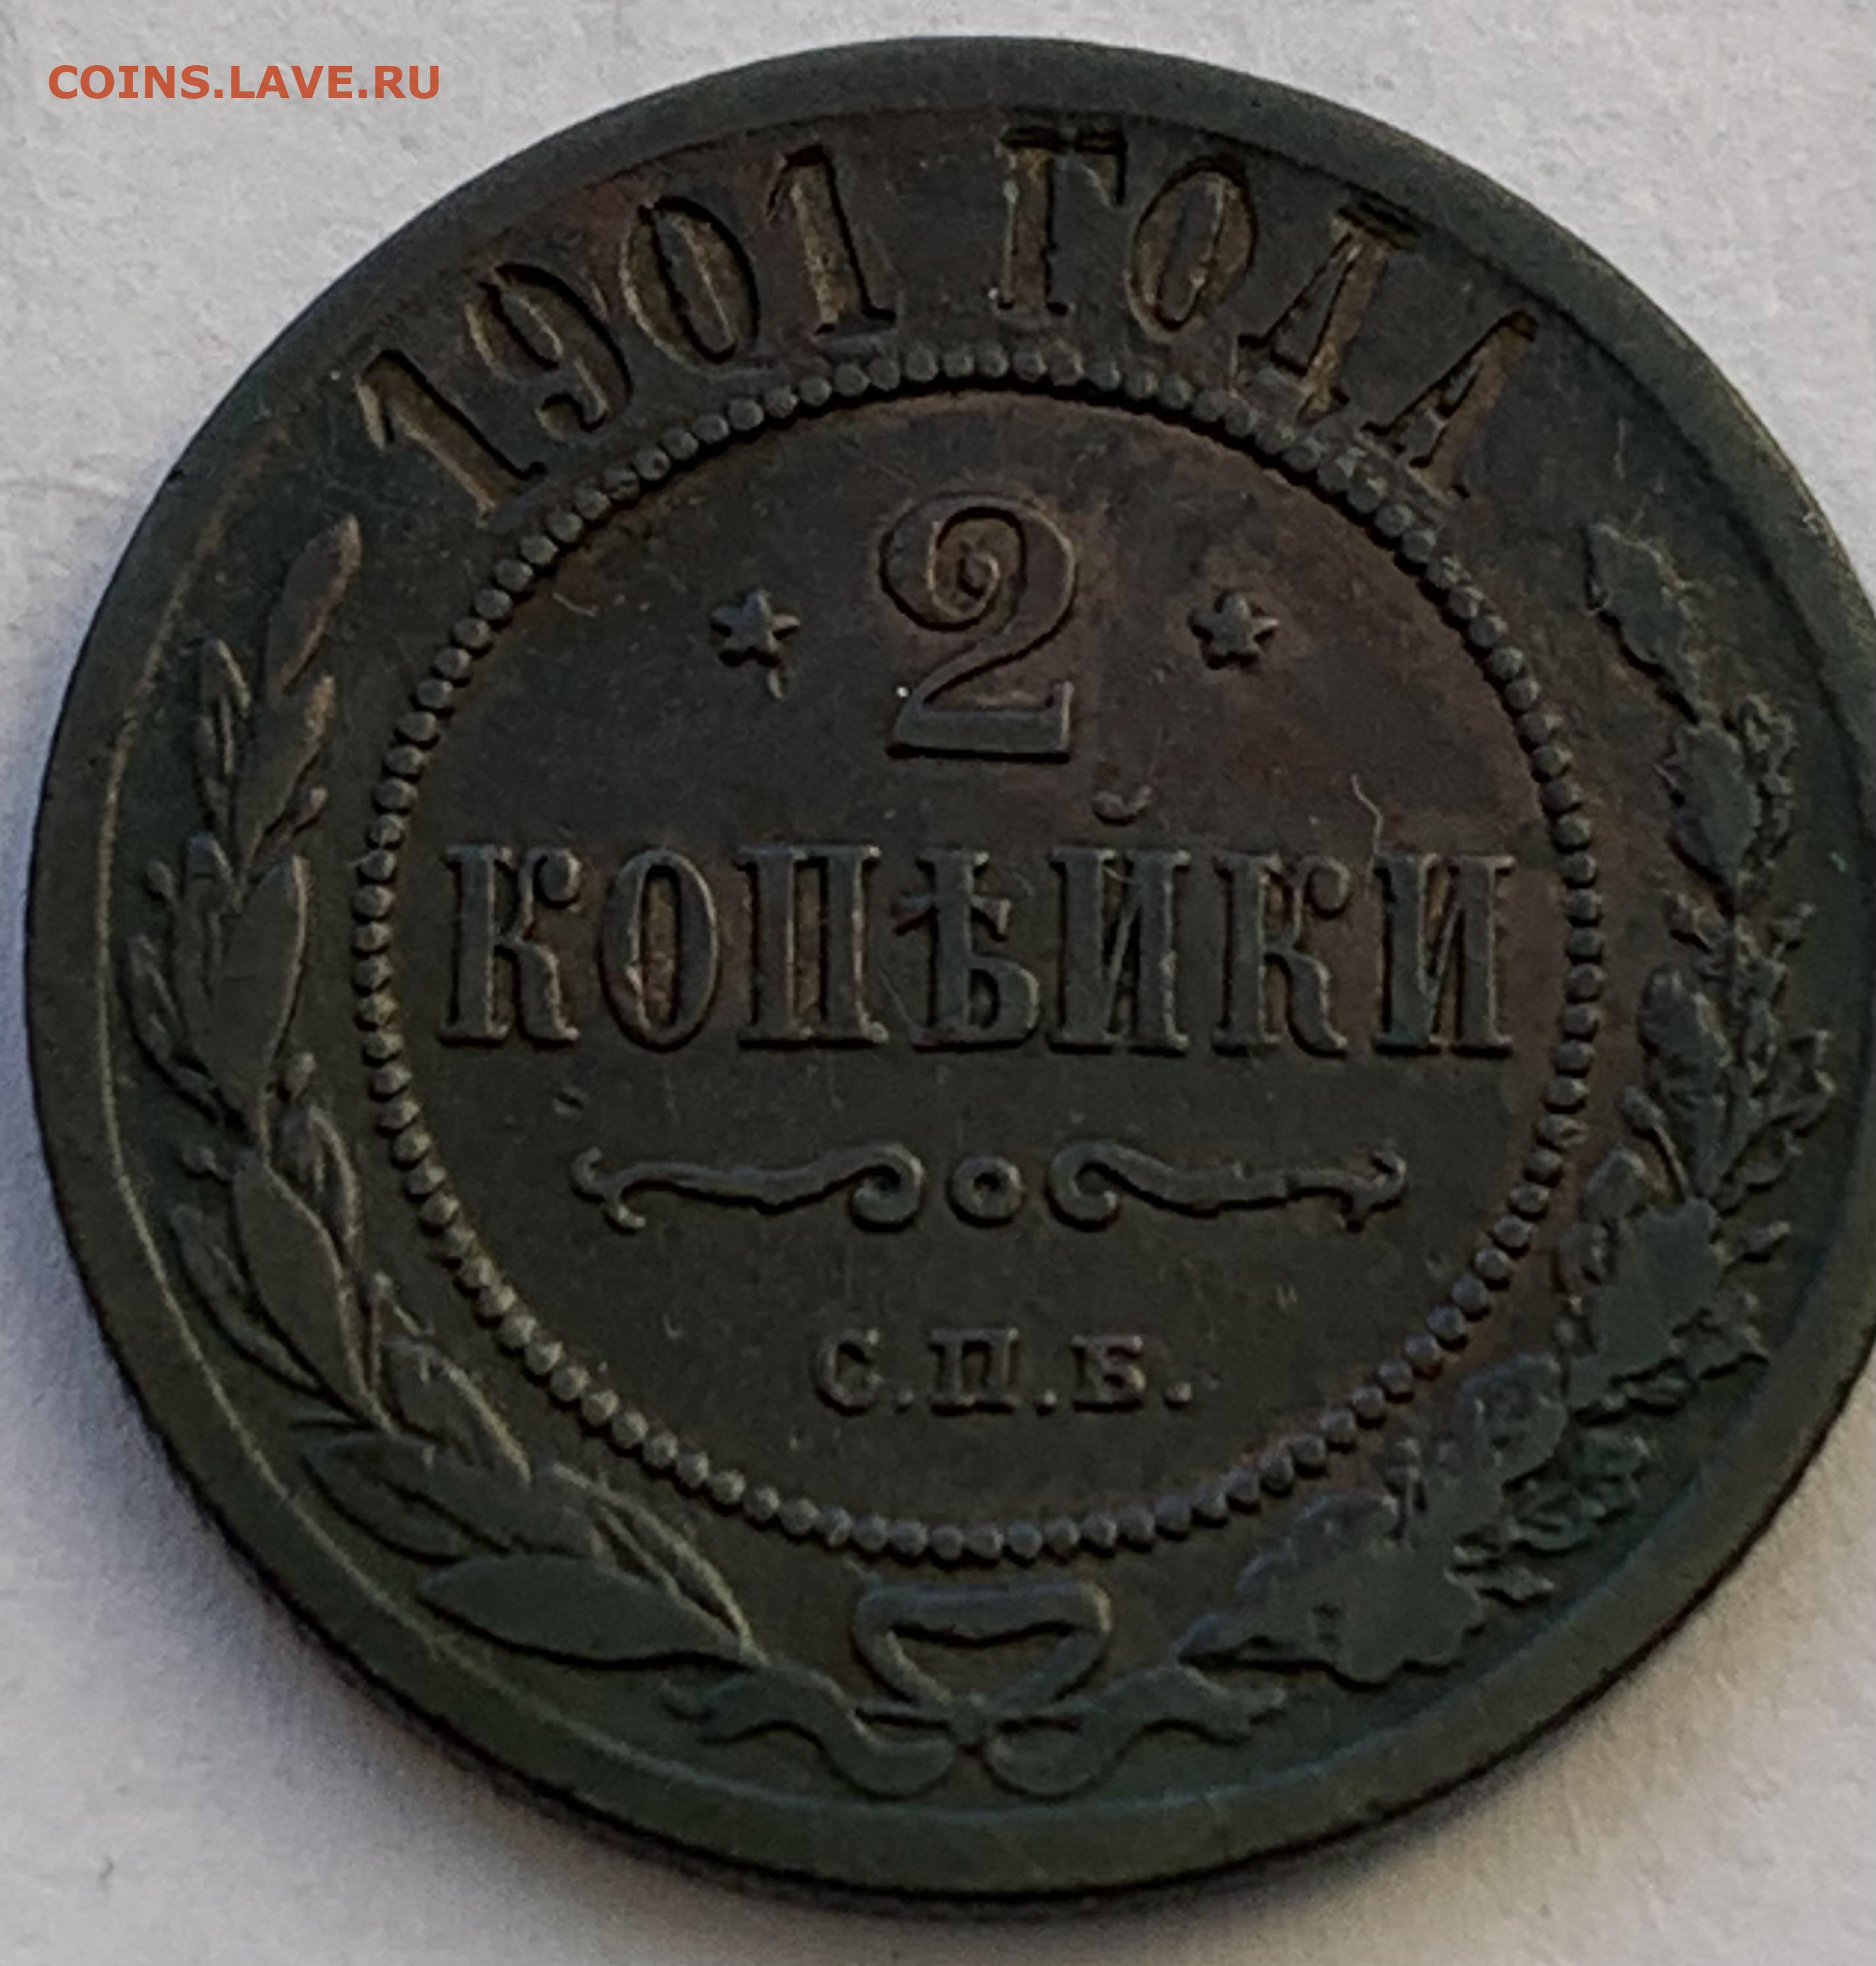 COINS.LAVE.RU
1901 ГОДА
2
КОПѢЙКИ
С.П.Б.